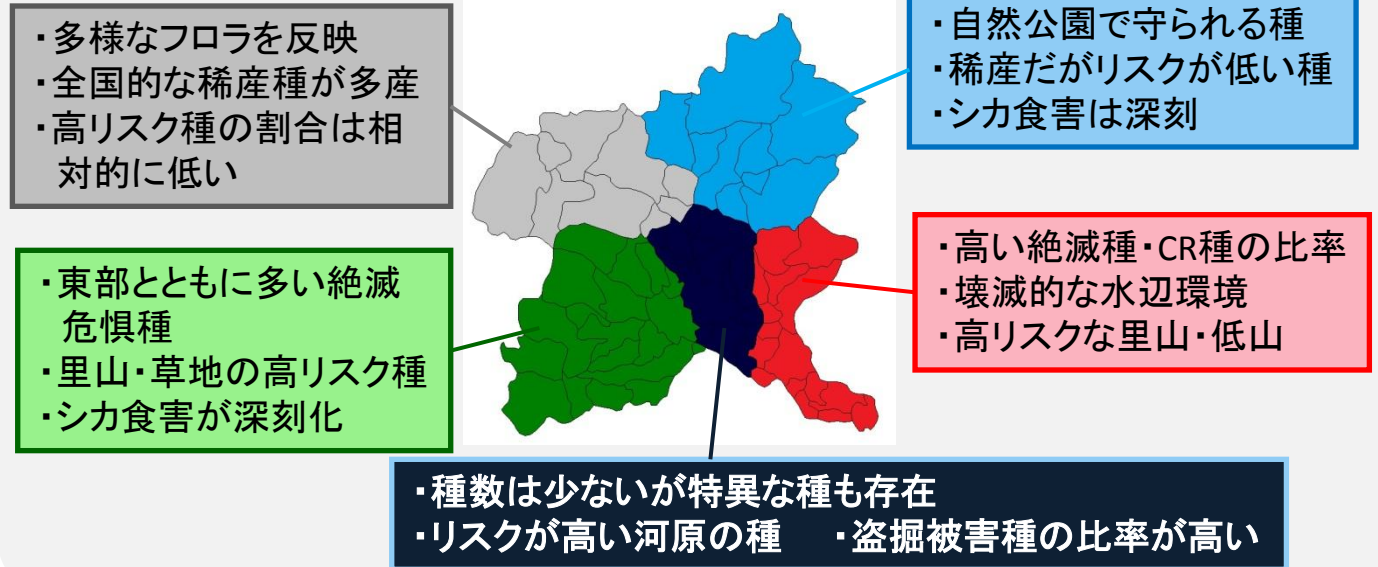 ・多様なフロラを反映
・全国的な稀産種が多産
・高リスク種の割合は相
対的に低い
・自然公園で守られる種
・稀産だがリスクが低い種
・シカ食害は深刻
・東部とともに多い絶滅
危惧種
・里山・草地の高リスク種
・シカ食害が深刻化
・高い絶滅種・CR種の比率
・壊滅的な水辺環境
・高リスクな里山・低山
・種数は少ないが特異な種も存在
・リスクが高い河原の種　・盗掘被害種の比率が高い